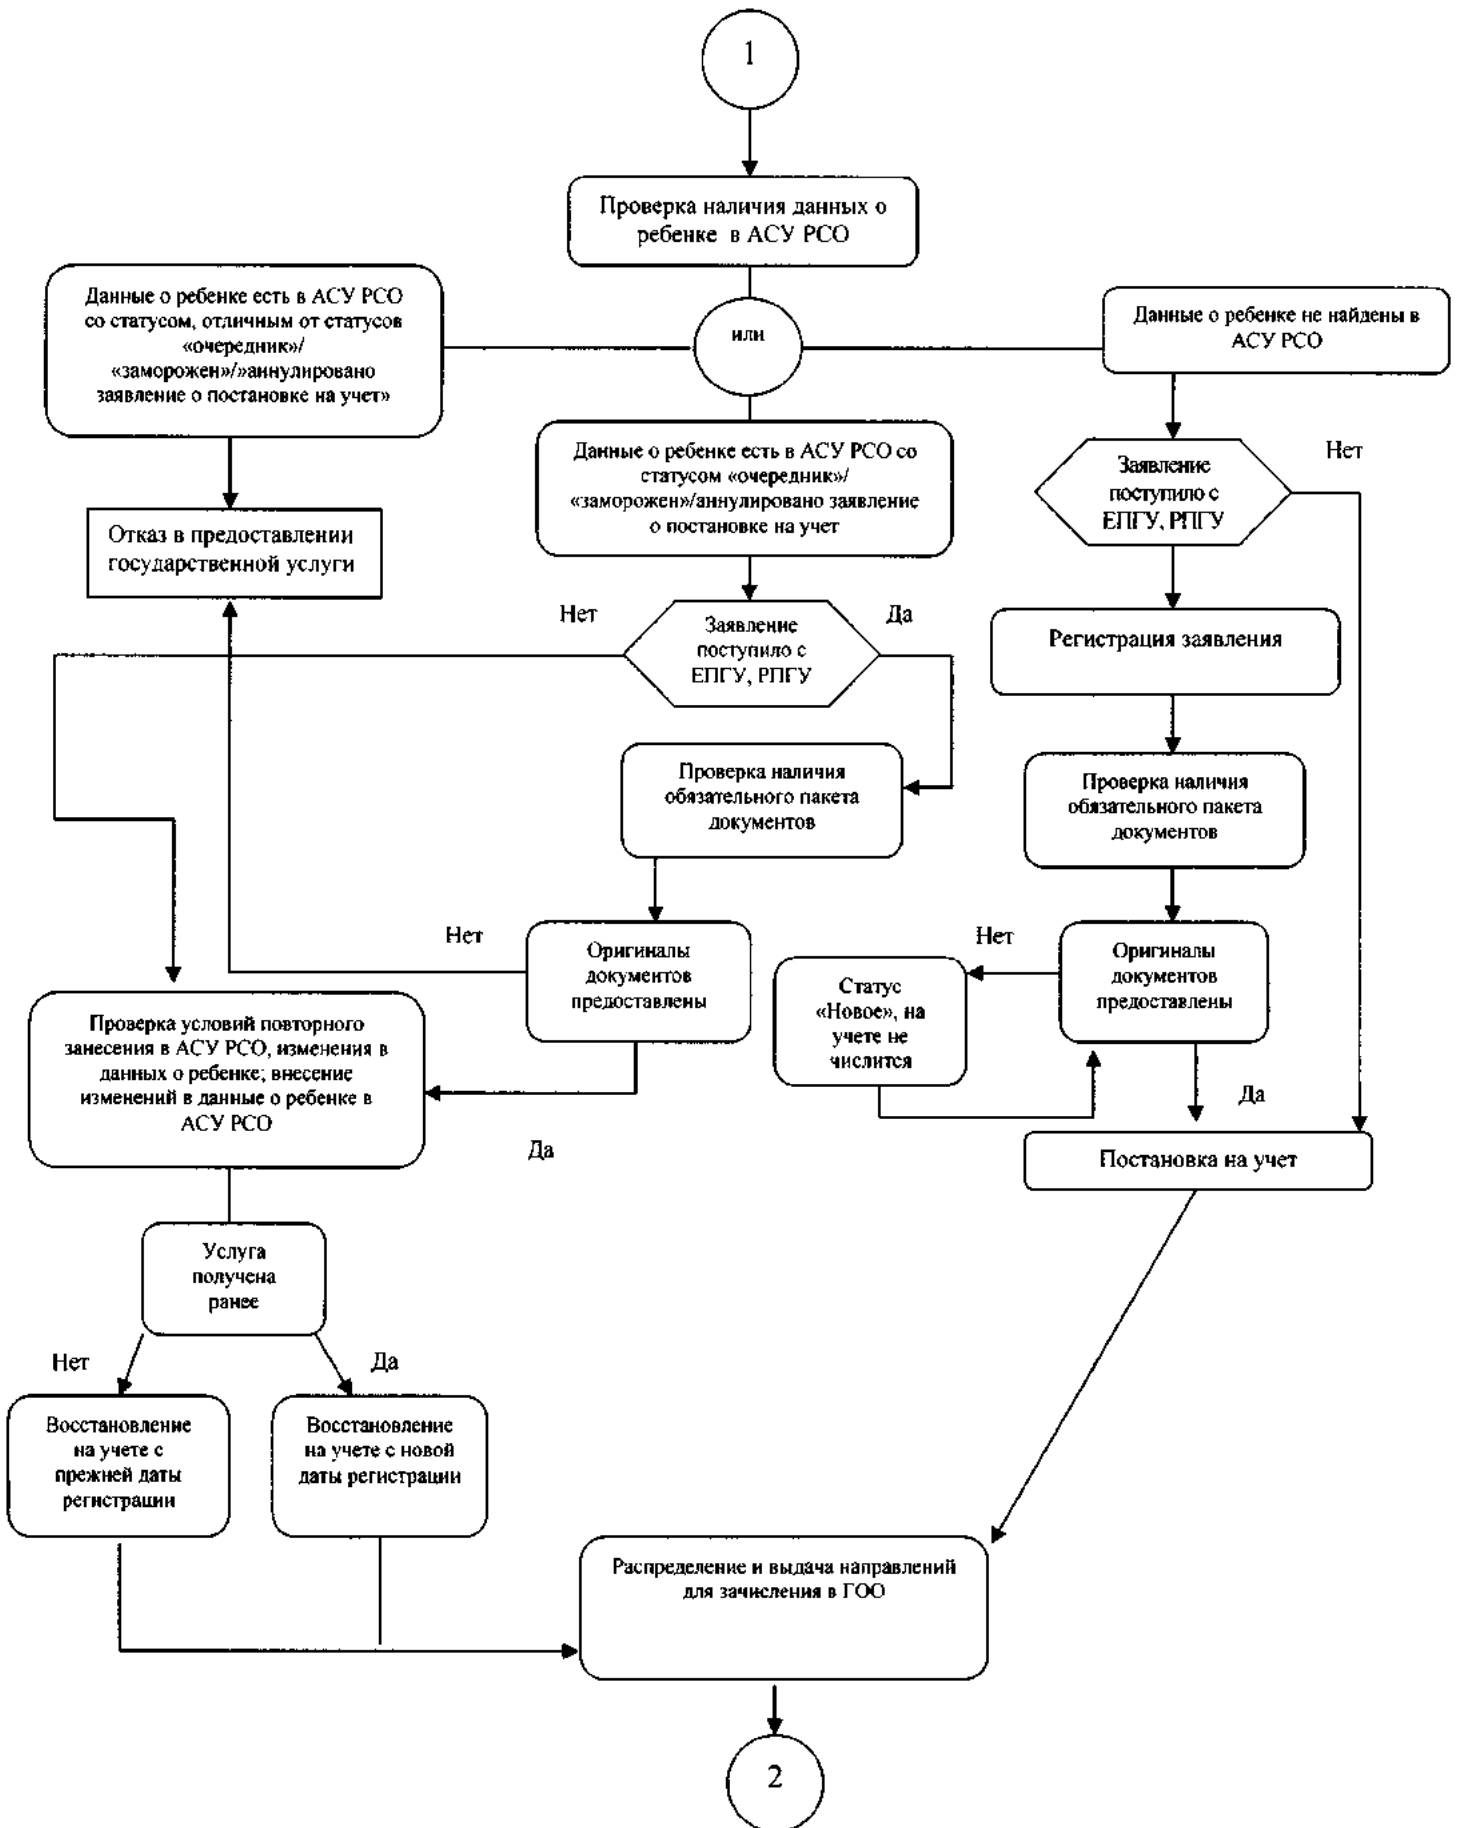 1
Проверка наличия данных о
ребенке в АСУ РСО
Данные о ребенке есть в АСУ РСО
со статусом, отличным от статусов
«очередник»/
«заморожен»/»аннулировано
заявление о постановке на учет»
или
Данные о ребенке не найдены в
АСУ РСО
Данные о ребенке есть в АСУ РСО со
статусом «очередник»/
«заморожен»/аннулировано заявление
о постановке на учет
Заявление
поступило с
ЕПГУ, РПГУ
Нет
Отказ в предоставлении
государственной услуги
Нет
Заявление
поступило с
ЕПГУ, РПГУ
Да
Регистрация заявления
Проверка наличия
обязательного пакета
документов
Проверка наличия
обязательного пакета
документов
Нет
Оригиналы
документов
предоставлены
Нет
Оригиналы
документов
предоставлены
Статус
«Новое», на
учете не
числится
Проверка условий повторного
занесения в АСУ РСО, изменения в
данных о ребенке; внесение
изменений в данные о ребенке в
АСУ РСО
Да
Да
Постановка на учет
Услуга
получена
ранее
Нет
Да
Восстановление
на учете с
прежней даты
регистрации
Восстановление
на учете с новой
даты регистрации
Распределение и выдача направлений
для зачисления в ГОО
2